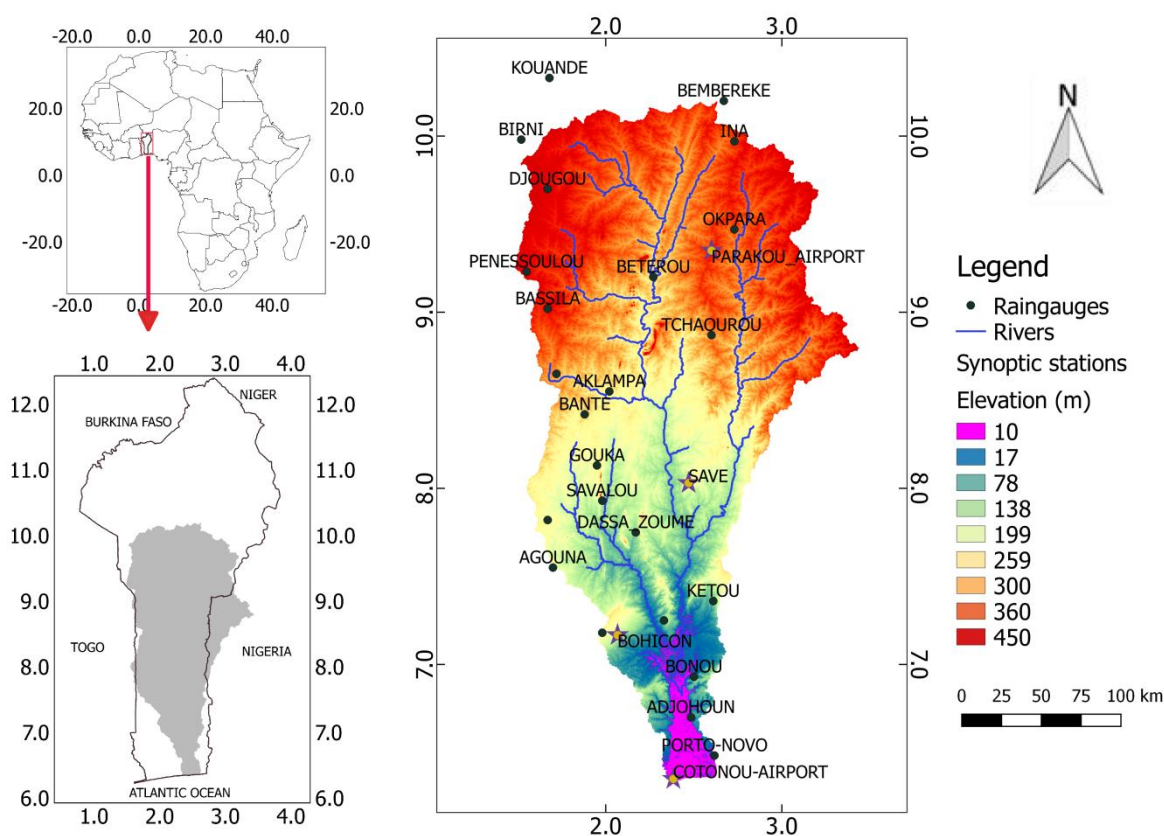 -20.0 0.0 20.0 40.0
20.0 20.0
0.0 0.0
-20.0 -20.0
-20.0 0.0 20.0 40.0
1.0 2.0 3.0 4.0
12.0 12.0
11.0 11.0
10.0 10.0
9.0 9.0
8.0 8.0
7.0 7.0
6.0 6.0
NIGER
BURKINA FASO
TOGO
NIGERIA
ATLANTIC OCEAN
1.0 2.0 3.0 4.0
2.0 3.0
10.0 10.0
9.0 9.0
8.0 8.0
7.0 7.0
KOUANDE
BEMBEREKE
BIRNI
INA
DJOUGOU
OKPARA
PENESSOULOU
BETEROU
PARAKOU_AIRPORT
BASSILA
TCHAOUROU
AKLAMPA
BANTE
GOUKA
SAVE
SAVALOU
DASSA_ZOUME
AGOUNA
KETOU
BOHICON
BONOU
ADJOHOUN
PORTO-NOVO
COTONOU-AIRPORT
2.0 3.0
N
Legend
Raingauges
Rivers
Synoptic stations
Elevation (m)
10
17
78
138
199
259
300
360
450
0 25 50 75 100 km